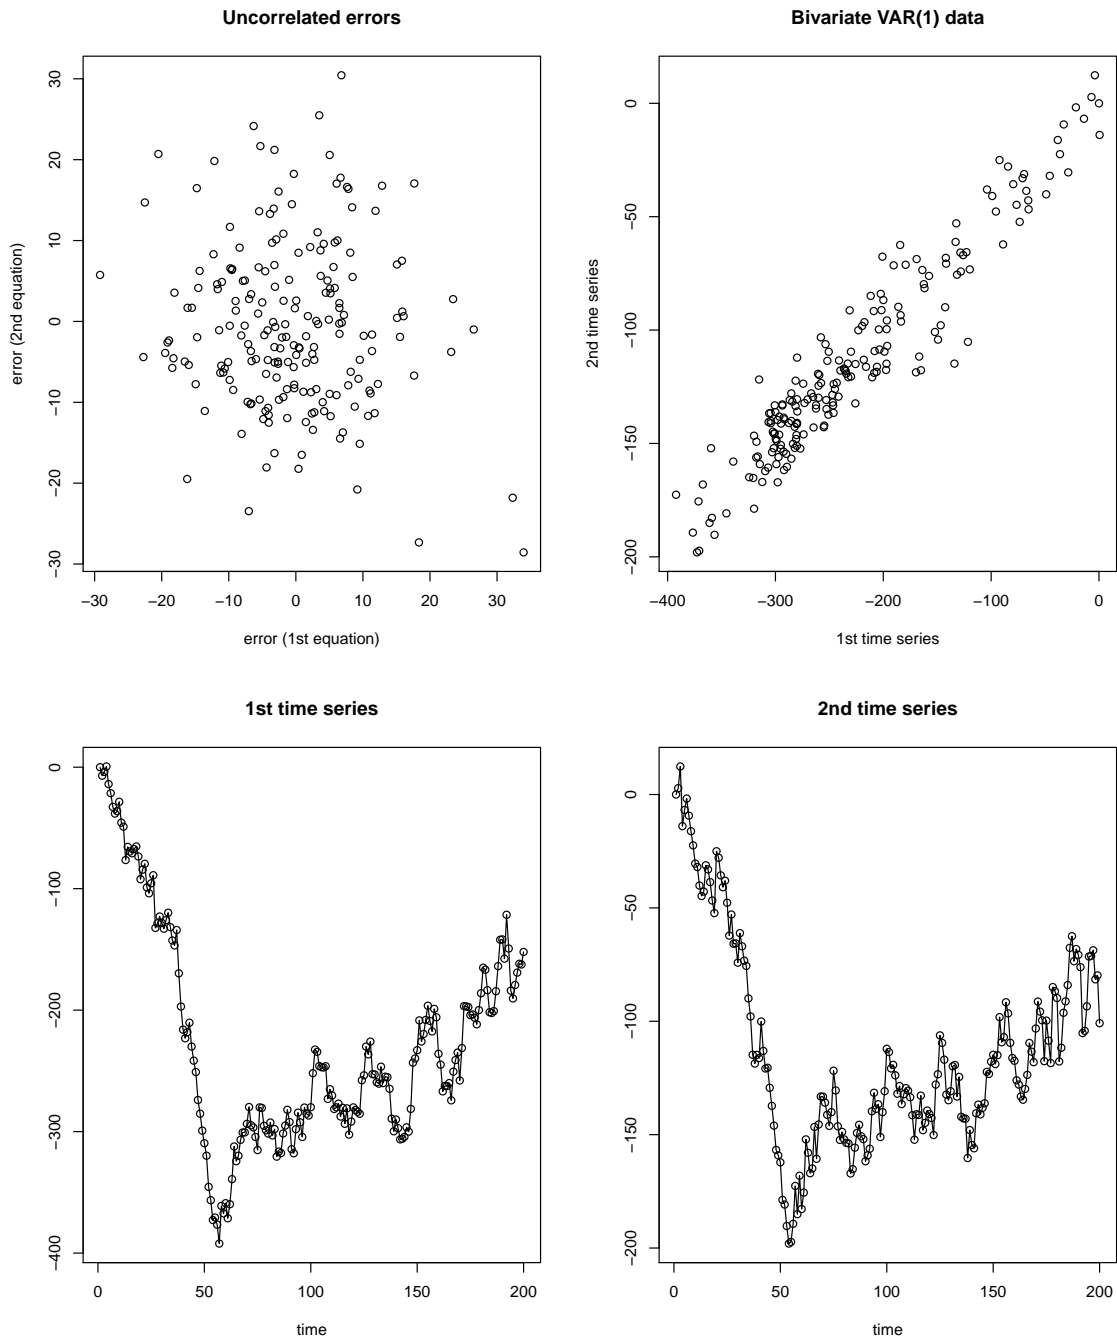 Uncorrelated errors
error (2nd equation)
30
20
10
0
−10
−20
−30
−30 −20 −10 0 10 20 30
error (1st equation)
Bivariate VAR(1) data
2nd time series
0
−50
−100
−150
−200
−400 −300 −200 −100 0
1st time series
1st time series
0
−100
−200
−300
−400
0 50 100 150 200
time
2nd time series
0
−50
−100
−150
−200
0 50 100 150 200
time